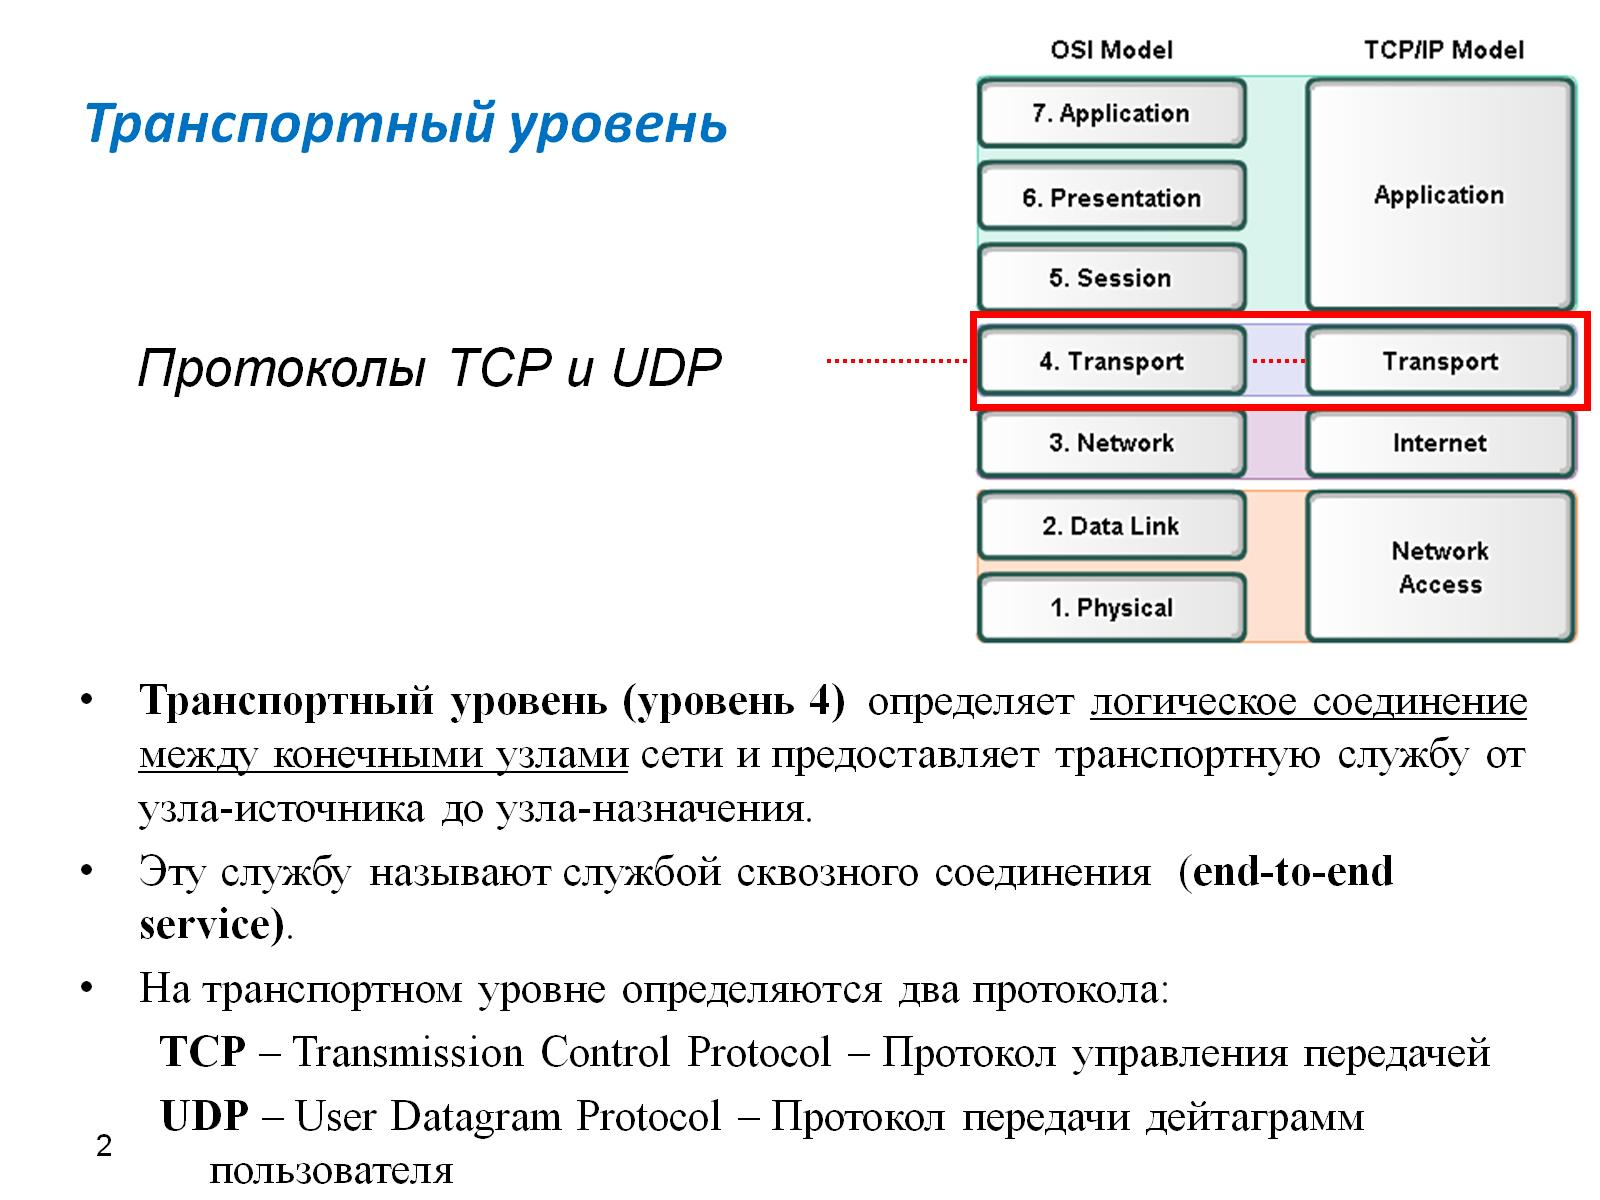 Транспортный уровень
Протоколы TCP и UDP
OSI Model
TCP/IP Model
7. Application
6. Presentation
5. Session
Application
4. Transport
Transport
3. Network
Internet
2. Data Link
1. Physical
Network
Access
• Транспортный уровень (уровень 4) определяет логическое соединение
между конечными узлами сети и предоставляет транспортную службу от
узла-источника до узла-назначения.
• Эту службу называют службой сквозного соединения (end-to-end
service).
• На транспортном уровне определяются два протокола:
TCP – Transmission Control Protocol – Протокол управления передачей
UDP – User Datagram Protocol – Протокол передачи дейтаграмм
пользователя
2